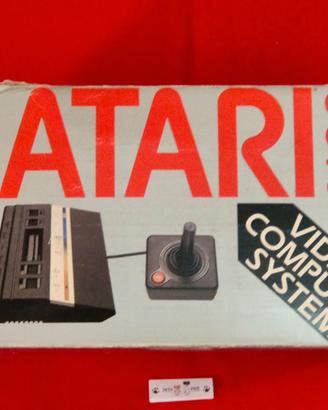 ATARI
VID
COMPU
SYSTEM